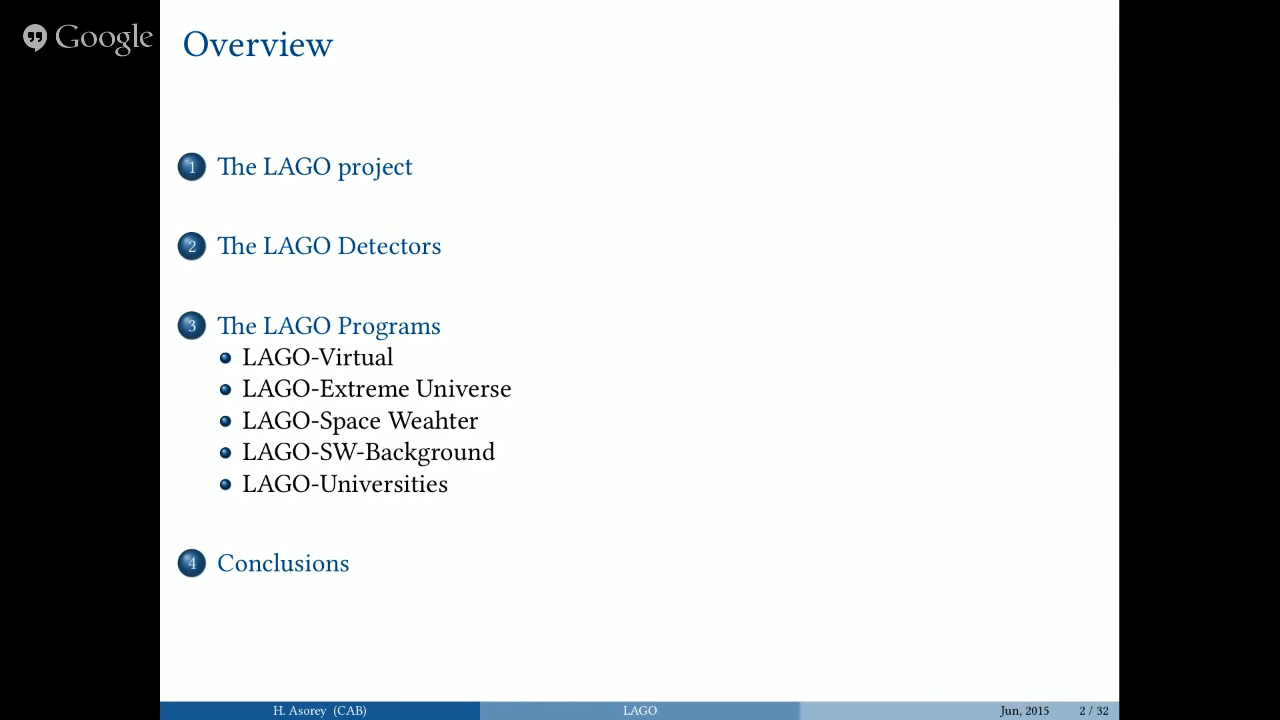 Google
Overview
1 The LAGO project
2 The LAGO Detectors
3 The LAGO Programs
LAGO-Virtual
LAGO-Extreme Universe
LAGO-Space Weahter
LAGO-SW-Background
LAGO-Universities
4 Conclusions
H. Asorey (CAB) LAGO Jun, 2015 2 / 32